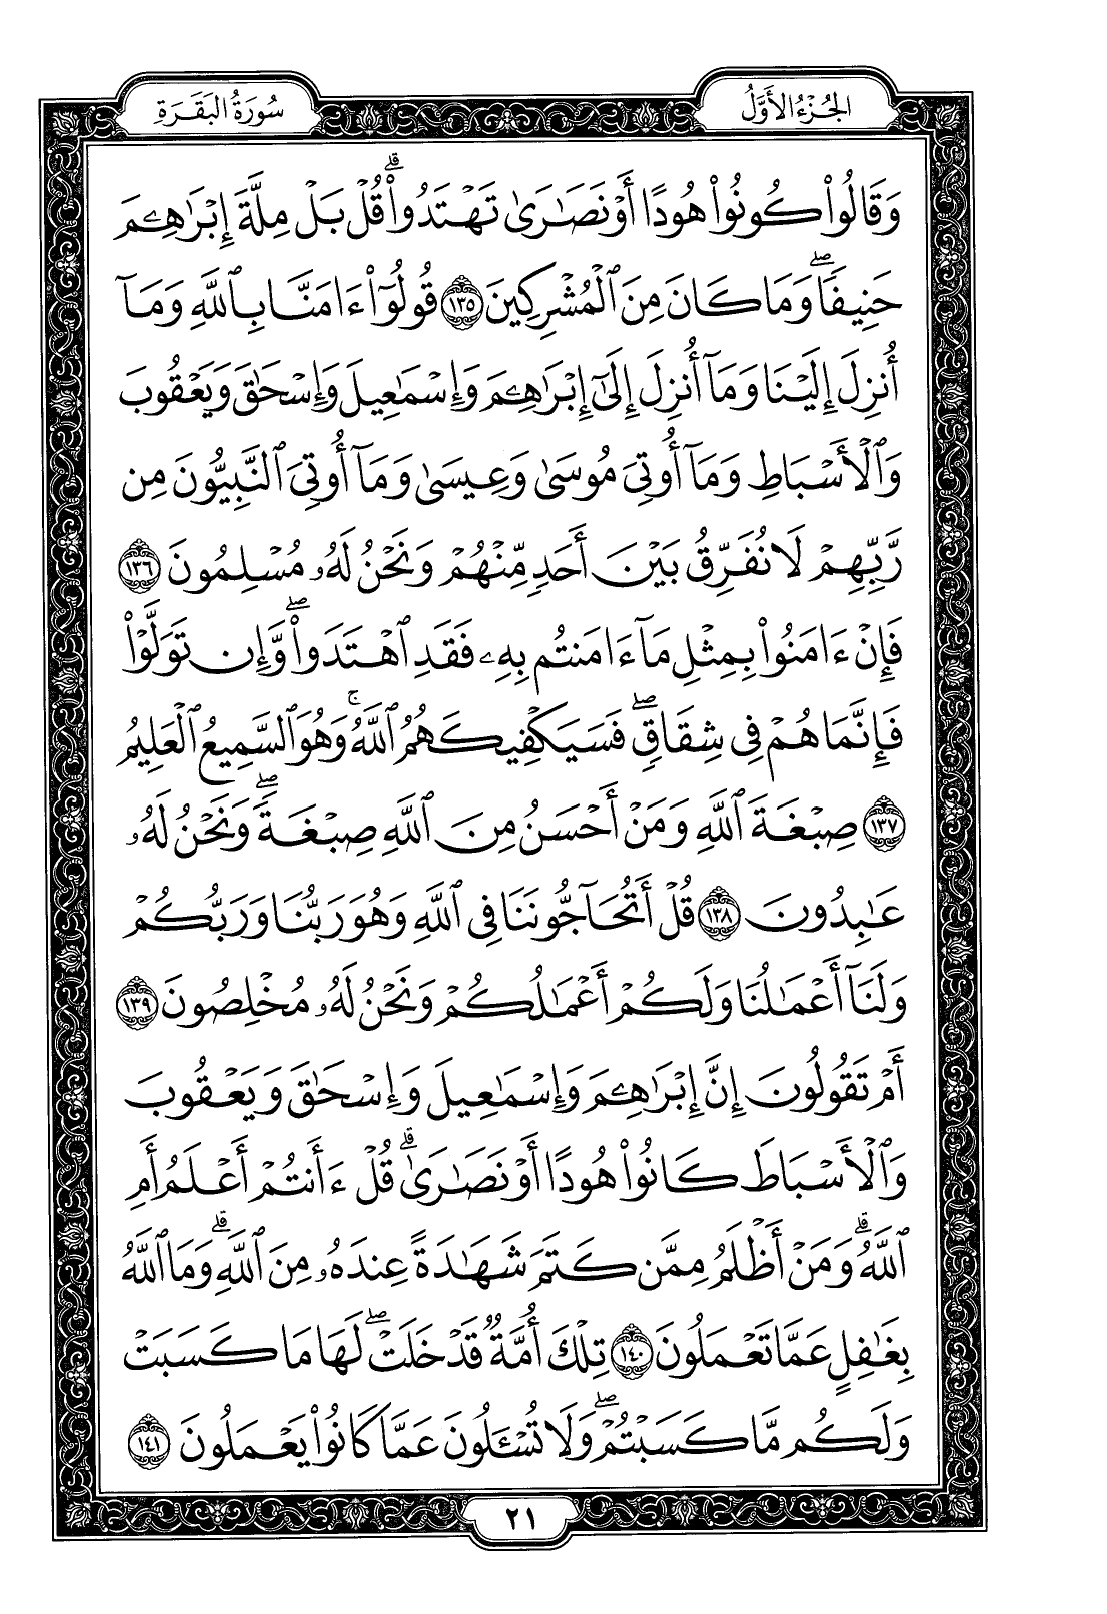 الجُزْءُ الأَوَّلُ
سُورَةُ البَقَرَةِ
وَقَالُوا۟ كُونُوا۟ هُودًا أَوْ نَصَـٰرَىٰ تَهْتَدُوا۟ ۗ قُلْ بَلْ مِلَّةَ إِبْرَٰهِـۧمَ
حَنِيفًا ۖ وَمَا كَانَ مِنَ ٱلْمُشْرِكِينَ ١٣٥ قُولُوٓا۟ ءَامَنَّا بِٱللَّهِ وَمَآ
أُنزِلَ إِلَيْنَا وَمَآ أُنزِلَ إِلَىٰٓ إِبْرَٰهِـۧمَ وَإِسْمَـٰعِيلَ وَإِسْحَـٰقَ وَيَعْقُوبَ
وَٱلْأَسْبَاطِ وَمَآ أُوتِىَ مُوسَىٰ وَعِيسَىٰ وَمَآ أُوتِىَ ٱلنَّبِيُّونَ مِن
رَّبِّهِمْ لَا نُفَرِّقُ بَيْنَ أَحَدٍ مِّنْهُمْ وَنَحْنُ لَهُۥ مُسْلِمُونَ ١٣٦
فَإِنْ ءَامَنُوا۟ بِمِثْلِ مَآ ءَامَنتُم بِهِۦ فَقَدِ ٱهْتَدَوا۟ ۖ وَّإِن تَوَلَّوْا۟
فَإِنَّمَا هُمْ فِى شِقَاقٍ ۖ فَسَيَكْفِيكَهُمُ ٱللَّهُ ۚ وَهُوَ ٱلسَّمِيعُ ٱلْعَلِيمُ
١٣٧ صِبْغَةَ ٱللَّهِ وَمَنْ أَحْسَنُ مِنَ ٱللَّهِ صِبْغَةً ۖ وَنَحْنُ لَهُۥ
عَـٰبِدُونَ ١٣٨ قُلْ أَتُحَآجُّونَنَا فِى ٱللَّهِ وَهُوَ رَبُّنَا وَرَبُّكُمْ
وَلَنَآ أَعْمَـٰلُنَا وَلَكُمْ أَعْمَـٰلُكُمْ وَنَحْنُ لَهُۥ مُخْلِصُونَ ١٣٩
أَمْ تَقُولُونَ إِنَّ إِبْرَٰهِـۧمَ وَإِسْمَـٰعِيلَ وَإِسْحَـٰقَ وَيَعْقُوبَ
وَٱلْأَسْبَاطَ كَانُوا۟ هُودًا أَوْ نَصَـٰرَىٰ ۗ قُلْ ءَأَنتُمْ أَعْلَمُ أَمِ
ٱللَّهُ ۗ وَمَنْ أَظْلَمُ مِمَّن كَتَمَ شَهَـٰدَةً عِندَهُۥ مِنَ ٱللَّهِ ۗ وَمَا ٱللَّهُ
بِغَـٰفِلٍ عَمَّا تَعْمَلُونَ ١٤٠ تِلْكَ أُمَّةٌ قَدْ خَلَتْ ۖ لَهَا مَا كَسَبَتْ
وَلَكُم مَّا كَسَبْتُمْ ۖ وَلَا تُسْـَٔلُونَ عَمَّا كَانُوا۟ يَعْمَلُونَ ١٤١
٢١